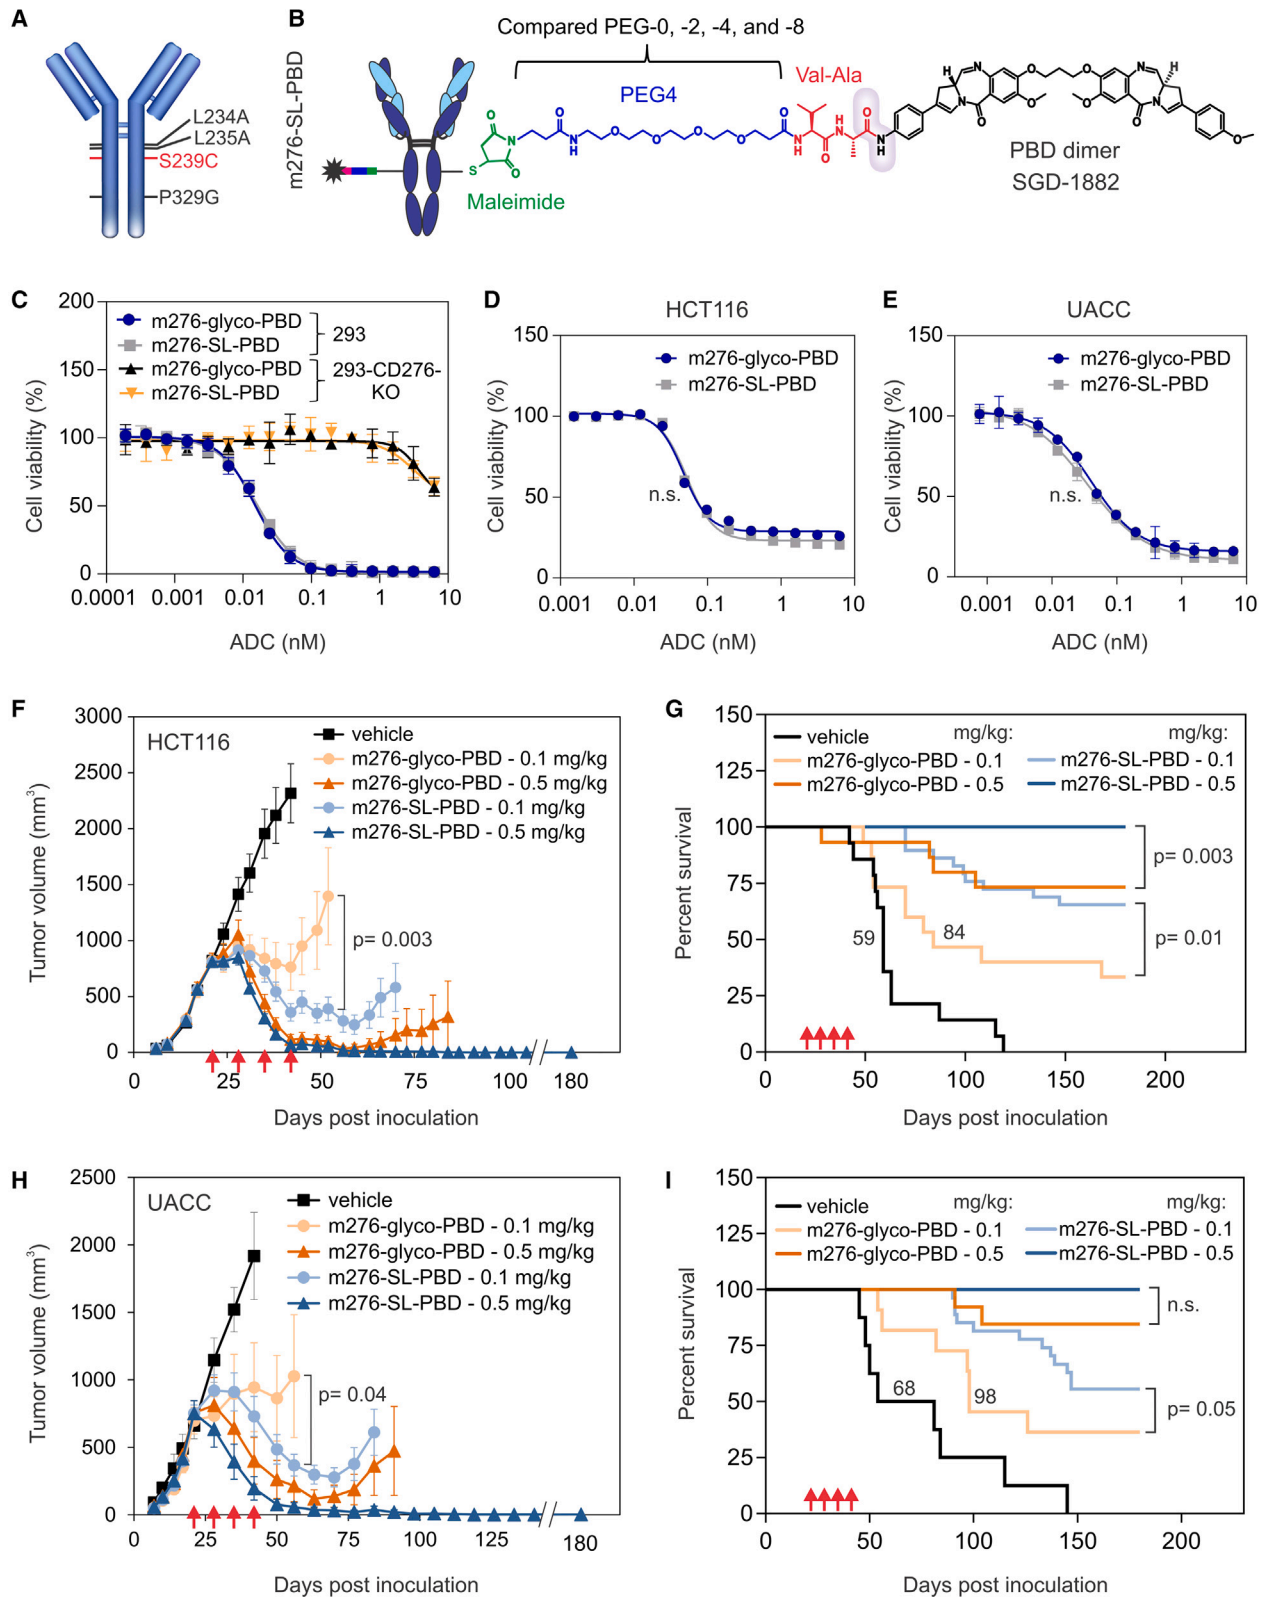 A
L234A
L235A
S239C
P329G
B
Compared PEG-0, -2, -4, and -8
m276-SL-PBD
Maleimide
PEG4
Val-Ala
PBD dimer
SGD-1882
O
N
O
S
O
N
H
O
O
O
O
O
H
N
O
H
N
O
N
H
H
N
N
O
O
O
O
O
N
H
N
O
O
C
200
150
100
50
0
Cell viability (%)
m276-glyco-PBD
m276-SL-PBD
293
m276-glyco-PBD
m276-SL-PBD
293-CD276-
KO
0.0001
0.001
0.01
0.1
1
10
ADC (nM)
D
HCT116
150
100
50
0
Cell viability (%)
m276-glyco-PBD
m276-SL-PBD
n.s.
0.001
0.01
0.1
1
10
ADC (nM)
E
UACC
150
100
50
0
Cell viability (%)
m276-glyco-PBD
m276-SL-PBD
n.s.
0.001
0.01
0.1
1
10
ADC (nM)
F
HCT116
3000
2500
2000
1500
1000
500
0
Tumor volume (mm³)
vehicle
m276-glyco-PBD - 0.1 mg/kg
m276-glyco-PBD - 0.5 mg/kg
m276-SL-PBD - 0.1 mg/kg
m276-SL-PBD - 0.5 mg/kg
p= 0.003
0
25
50
75
100
180
Days post inoculation
G
150
125
100
75
50
25
0
Percent survival
mg/kg:
mg/kg:
vehicle
m276-glyco-PBD - 0.1
m276-glyco-PBD - 0.5
m276-SL-PBD - 0.1
m276-SL-PBD - 0.5
59
84
p= 0.003
p= 0.01
0
50
100
150
200
Days post inoculation
H
UACC
2500
2000
1500
1000
500
0
Tumor volume (mm³)
vehicle
m276-glyco-PBD - 0.1 mg/kg
m276-glyco-PBD - 0.5 mg/kg
m276-SL-PBD - 0.1 mg/kg
m276-SL-PBD - 0.5 mg/kg
p= 0.04
0
25
50
75
100
125
180
Days post inoculation
I
150
125
100
75
50
25
0
Percent survival
mg/kg:
mg/kg:
vehicle
m276-glyco-PBD - 0.1
m276-glyco-PBD - 0.5
m276-SL-PBD - 0.1
m276-SL-PBD - 0.5
68
98
n.s.
p= 0.05
0
50
100
150
200
Days post inoculation